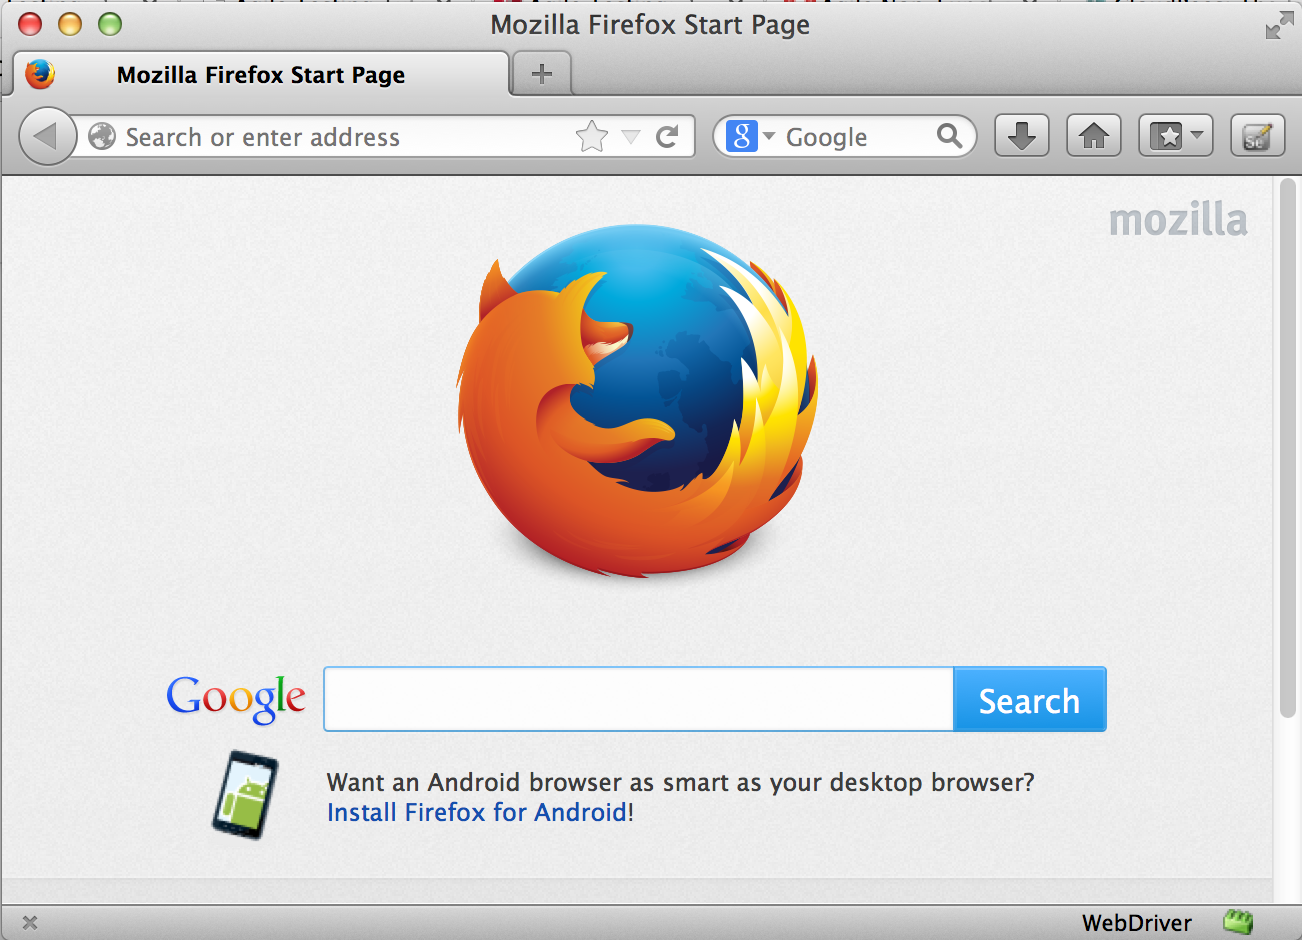 Mozilla Firefox Start Page
Mozilla Firefox Start Page
Search or enter address
g
Google
Se
mozilla
Google
Search
Want an Android browser as smart as your desktop browser?
Install Firefox for Android!
WebDriver